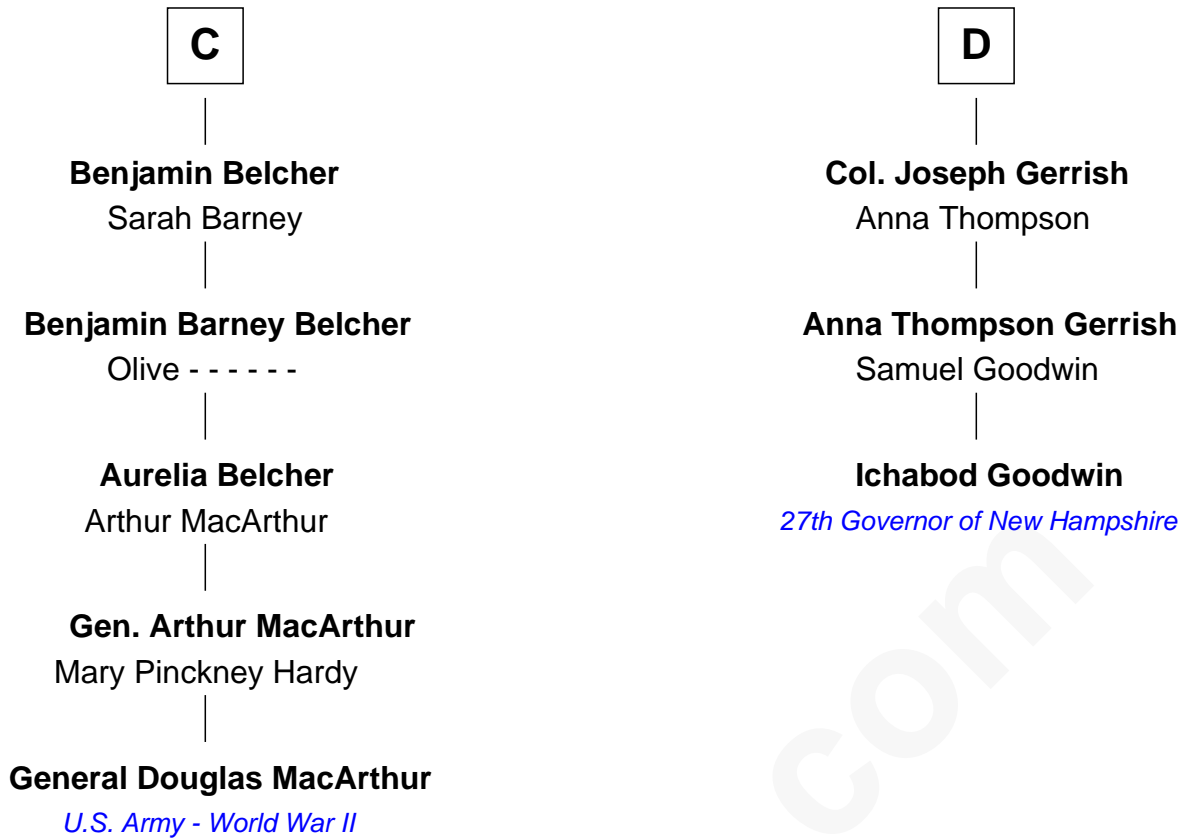 C
Benjamin Belcher
Sarah Barney
Benjamin Barney Belcher
Olive - - - - - -
Aurelia Belcher
Arthur MacArthur
Gen. Arthur MacArthur
Mary Pinckney Hardy
General Douglas MacArthur
U.S. Army - World War II
D
Col. Joseph Gerrish
Anna Thompson
Anna Thompson Gerrish
Samuel Goodwin
Ichabod Goodwin
27th Governor of New Hampshire
com